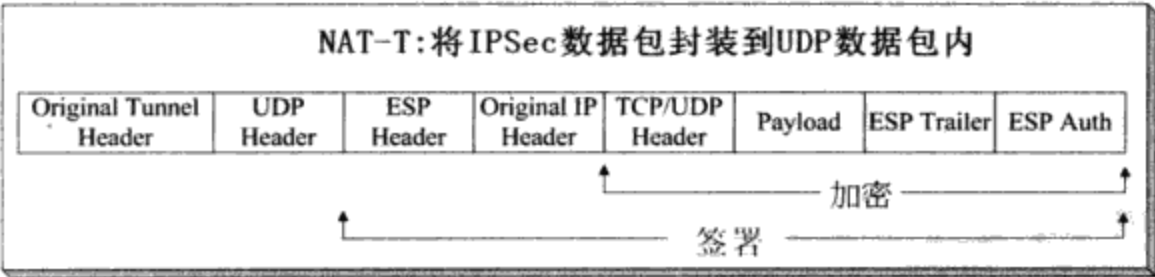 NAT-T:将IPSec数据包封装到UDP数据包内
Original Tunnel Header
UDP Header
ESP Header
Original IP Header
TCP/UDP Header
Payload
ESP Trailer
ESP Auth
加密
签署